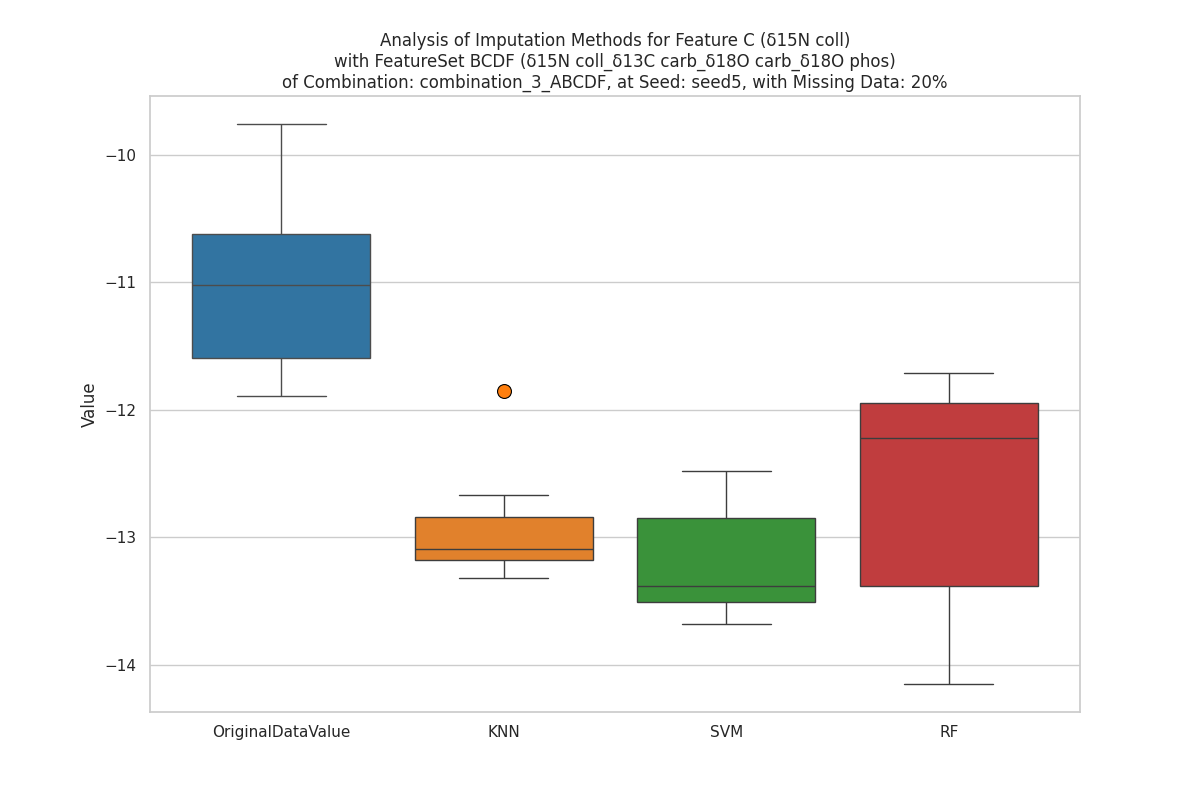 Analysis of Imputation Methods for Feature C (δ15N coll)
with FeatureSet BCDF (δ15N coll_δ13C carb_δ18O carb_δ18O phos)
of Combination: combination_3_ABCDF, at Seed: seed5, with Missing Data: 20%
Value
−10
−11
−12
−13
−14
OriginalDataValue
KNN
SVM
RF